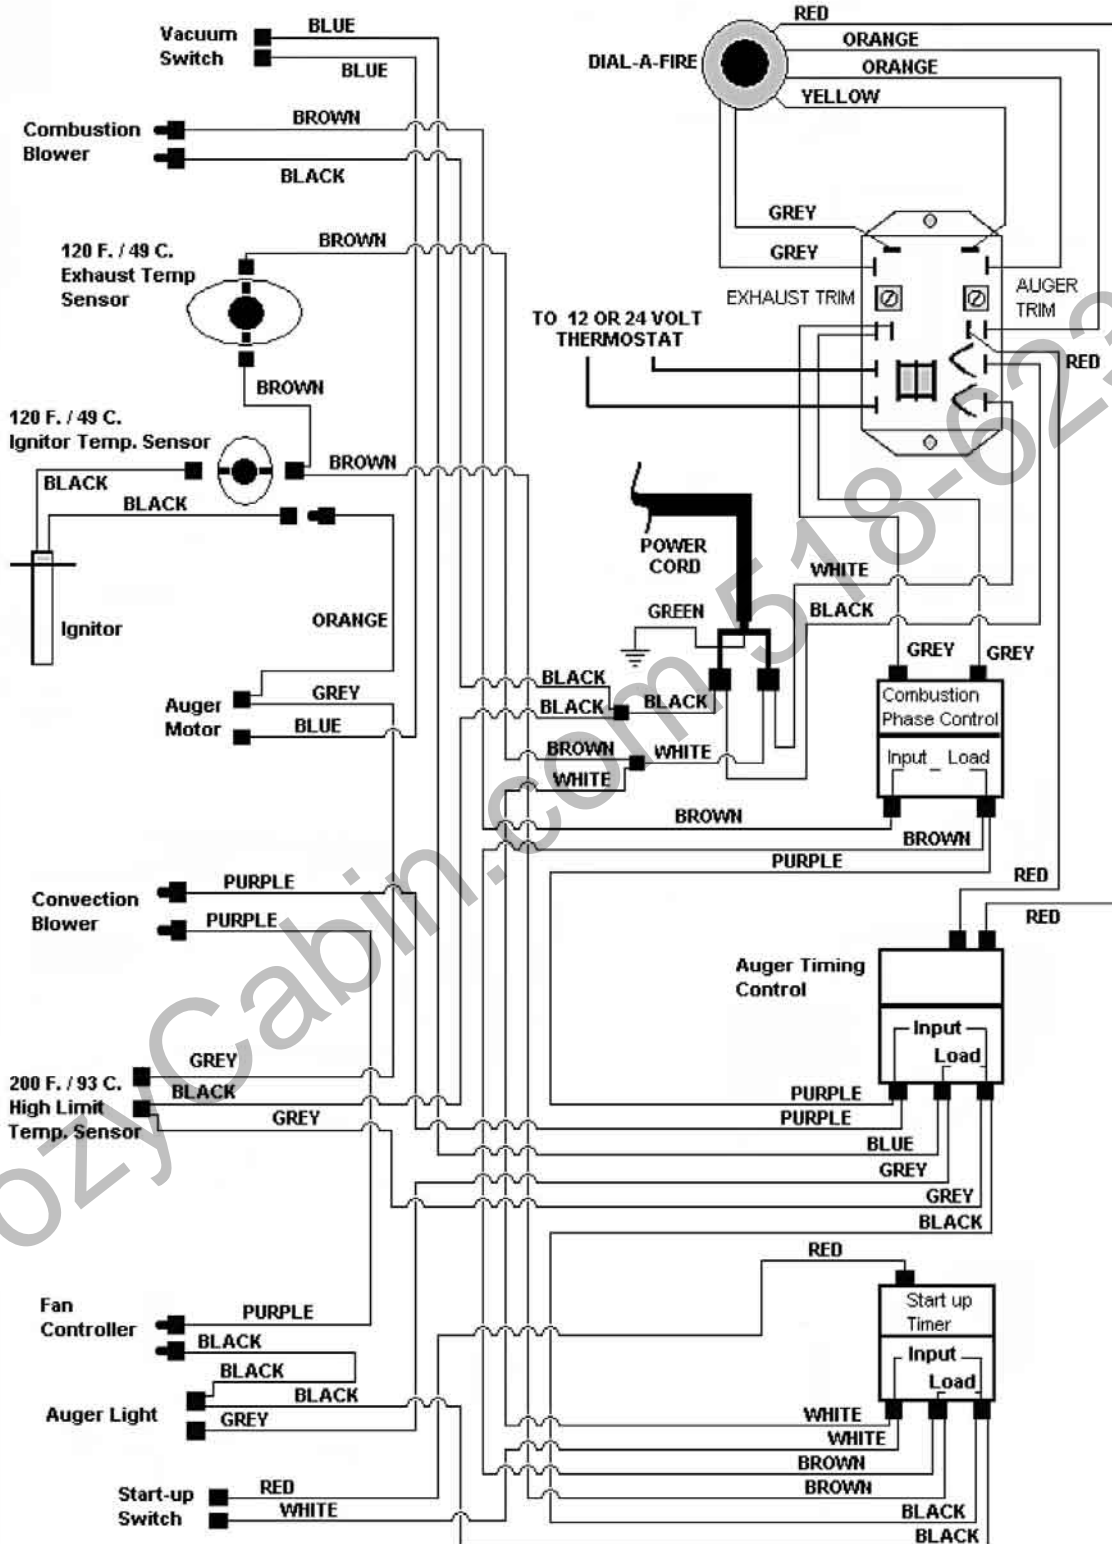 RED
Vacuum
Switch
BLUE
BLUE
DIAL-A-FIRE
ORANGE
ORANGE
YELLOW
Combustion
Blower
BROWN
BLACK
GREY
GREY
120 F. / 49 C.
Exhaust Temp
Sensor
BROWN
BROWN
EXHAUST TRIM
AUGER
TRIM
TO 12 OR 24 VOLT
THERMOSTAT
RED
120 F. / 49 C.
Ignitor Temp. Sensor
BROWN
BLACK
BLACK
Ignitor
ORANGE
POWER
CORD
GREEN
WHITE
BLACK
GREY
GREY
Auger
Motor
GREY
BLUE
BLACK
BLACK
BLACK
BROWN
WHITE
WHITE
Combustion
Phase Control
Input
Load
BROWN
BROWN
PURPLE
RED
RED
Convection
Blower
PURPLE
PURPLE
Auger Timing
Control
Input
Load
200 F. / 93 C.
High Limit
Temp. Sensor
GREY
BLACK
GREY
PURPLE
PURPLE
BLUE
GREY
GREY
BLACK
RED
Start up
Timer
Input
Load
Fan
Controller
PURPLE
BLACK
BLACK
Auger Light
BLACK
GREY
WHITE
WHITE
BROWN
BROWN
BLACK
BLACK
Start-up
Switch
RED
WHITE
ozyCabin.com 518-623